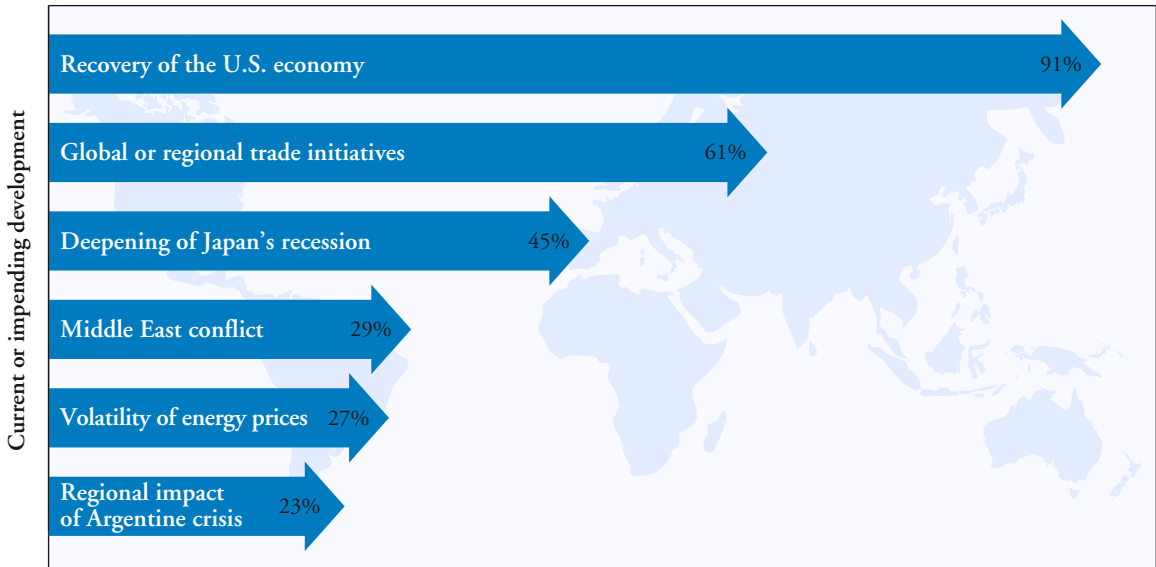 Current or impending development
Recovery of the U.S. economy 91%
Global or regional trade initiatives 61%
Deepening of Japan's recession 45%
Middle East conflict 29%
Volatility of energy prices 27%
Regional impact
of Argentine crisis 23%